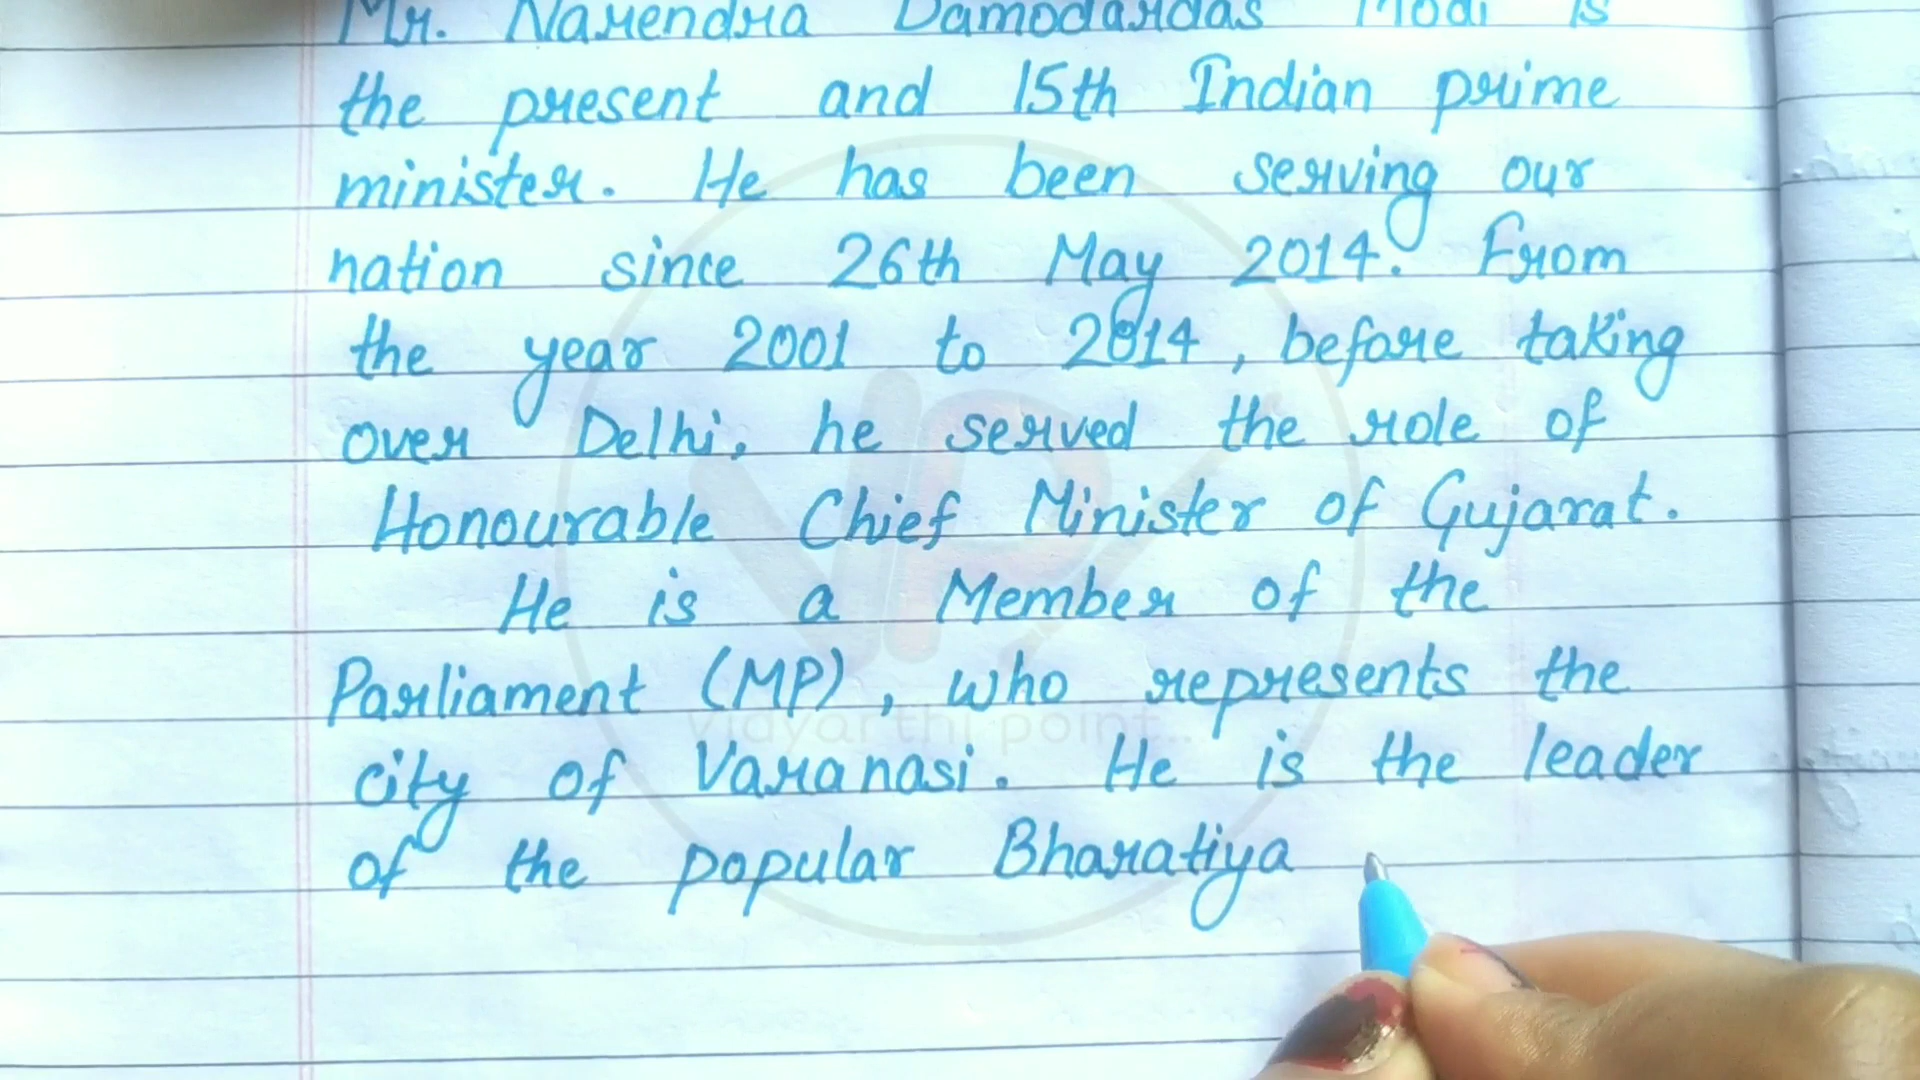 Mr. Narendra Damodardas Modi is
the present and 15th Indian prime
minister. He has been serving our
nation since 26th May 2014. From
the year 2001 to 2014, before taking
over Delhi, he served the role of
Honourable Chief Minister of Gujarat.
He is a Member of the
Parliament (MP), who represents the
city of Varanasi. He is the leader
of the popular Bharatiya
VP
Vidyarthi point..